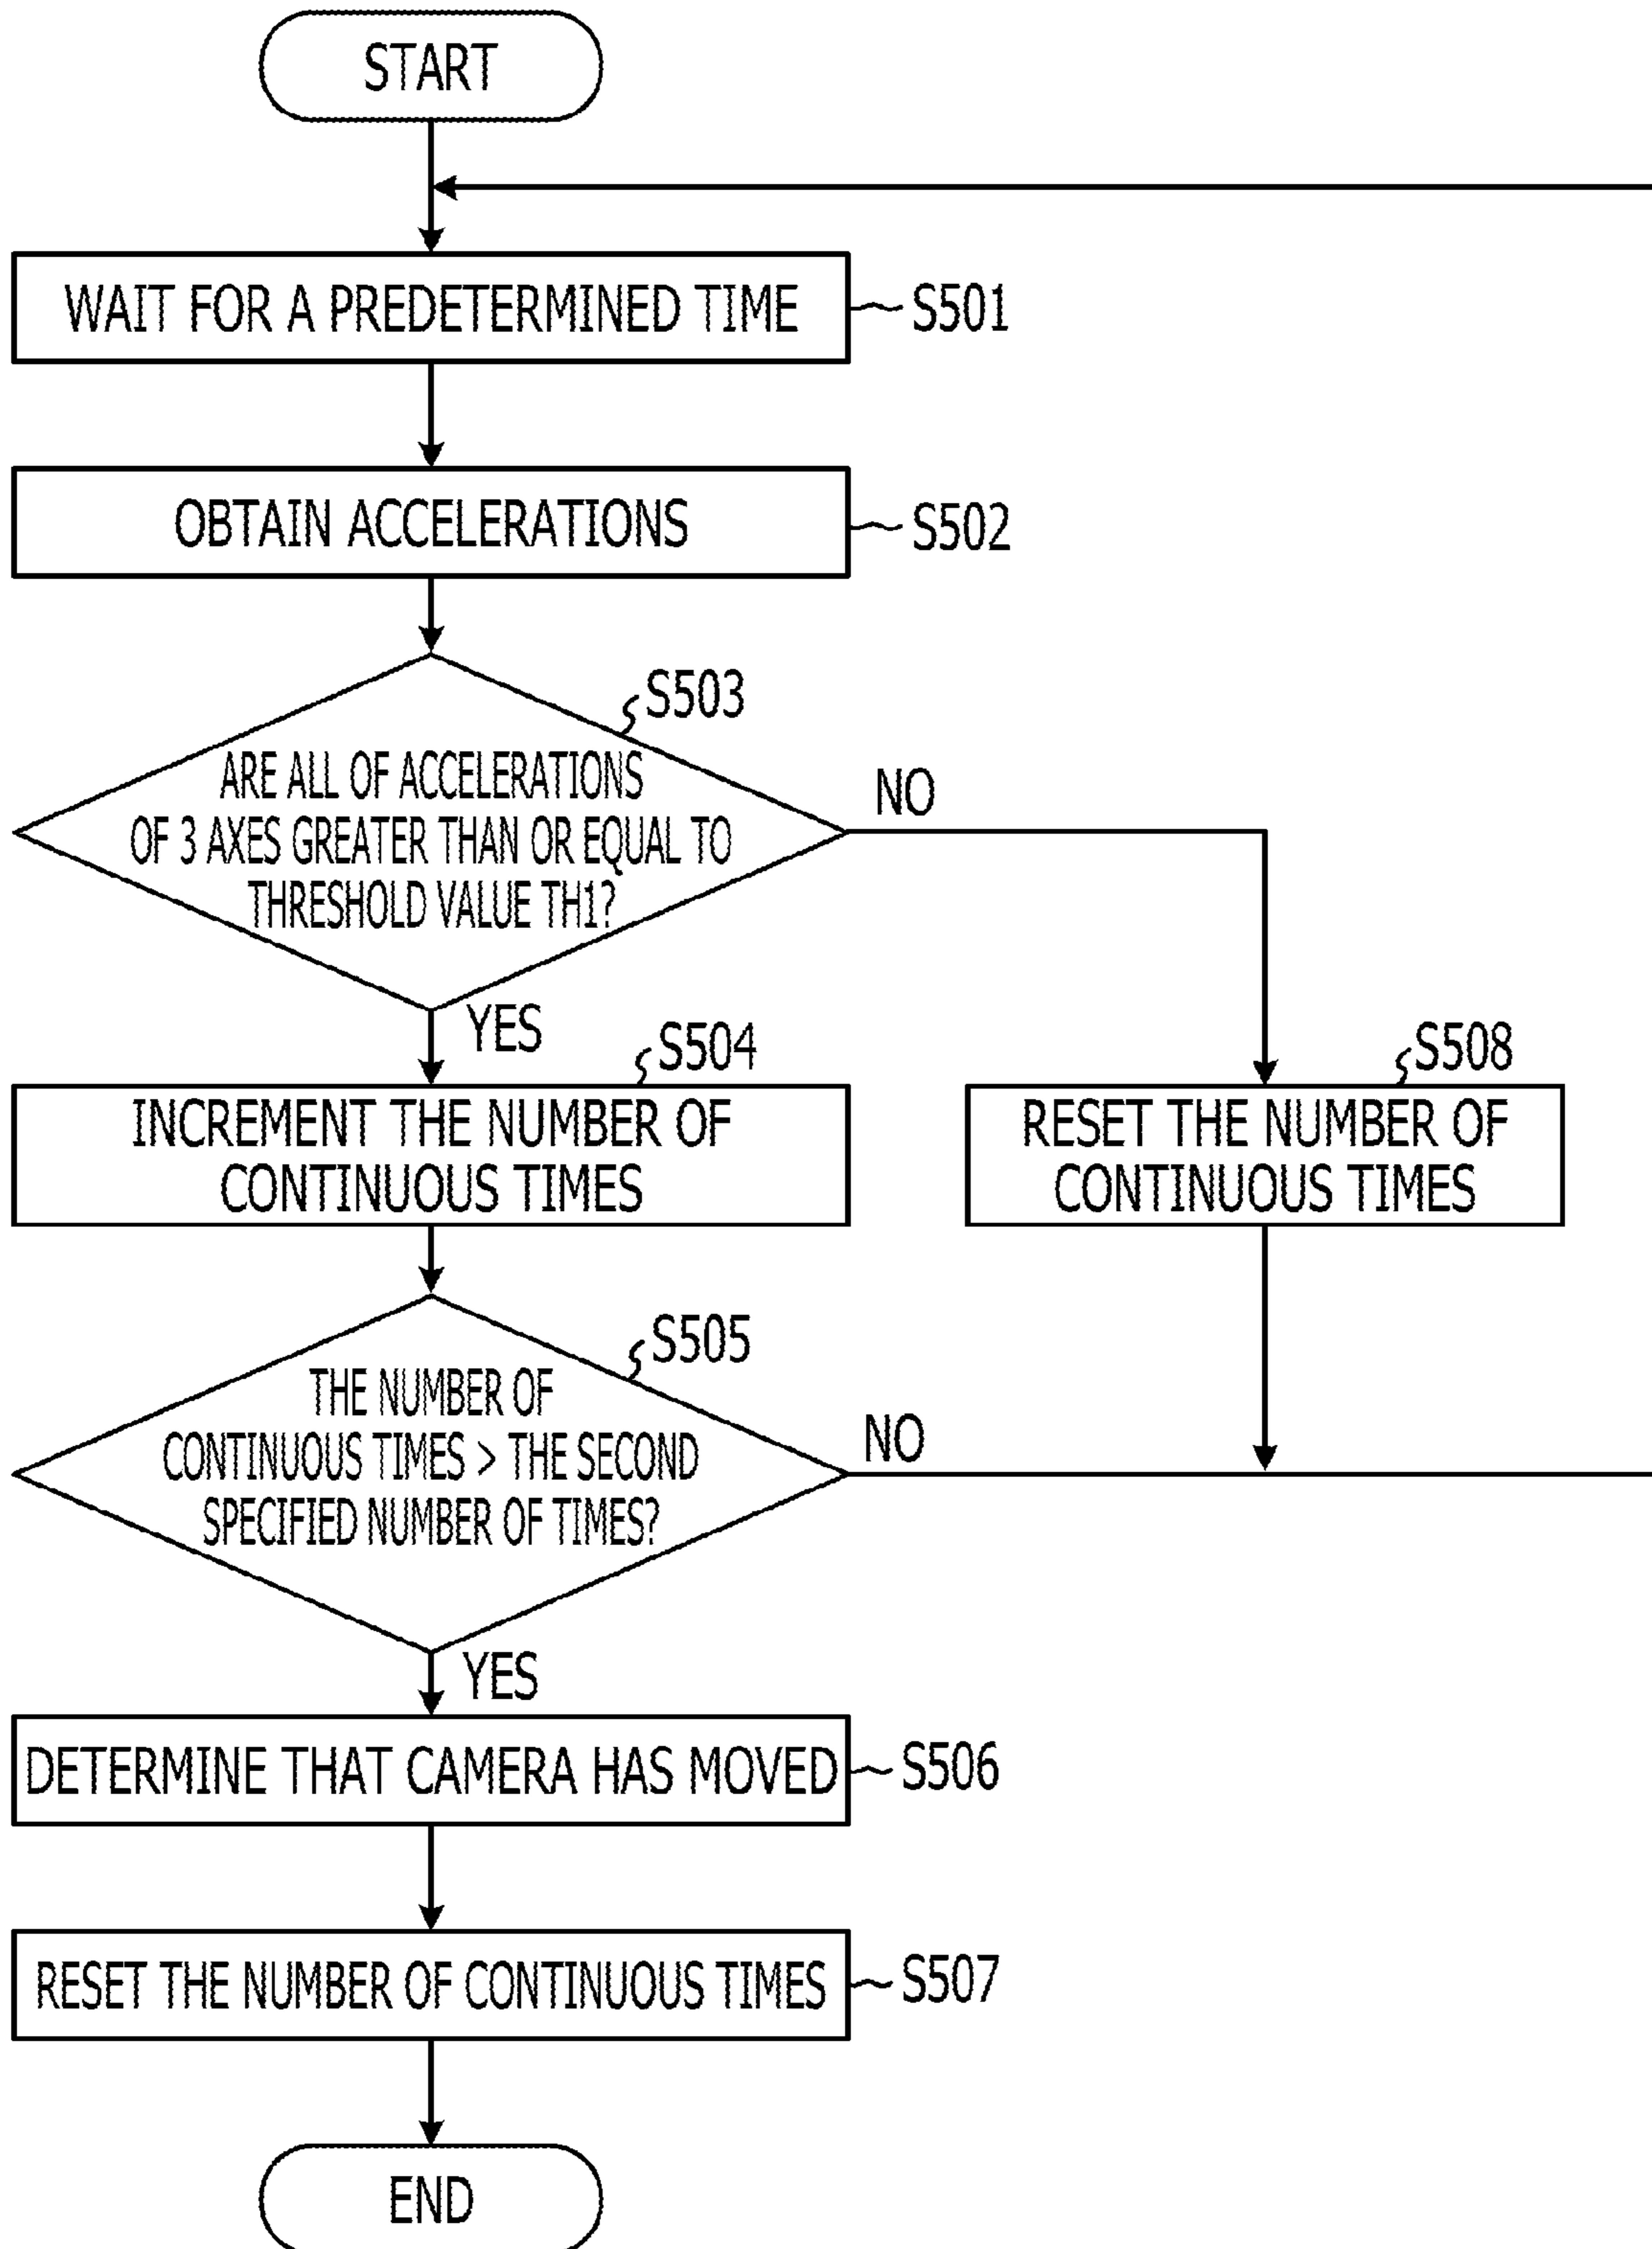 START
WAIT FOR A PREDETERMINED TIME
S501
OBTAIN ACCELERATIONS
S502
S503
ARE ALL OF ACCELERATIONS
OF 3 AXES GREATER THAN OR EQUAL TO
THRESHOLD VALUE TH1?
NO
YES
S504
INCREMENT THE NUMBER OF
CONTINUOUS TIMES
S508
RESET THE NUMBER OF
CONTINUOUS TIMES
S505
THE NUMBER OF
CONTINUOUS TIMES > THE SECOND
SPECIFIED NUMBER OF TIMES?
NO
YES
DETERMINE THAT CAMERA HAS MOVED
S506
RESET THE NUMBER OF CONTINUOUS TIMES
S507
END